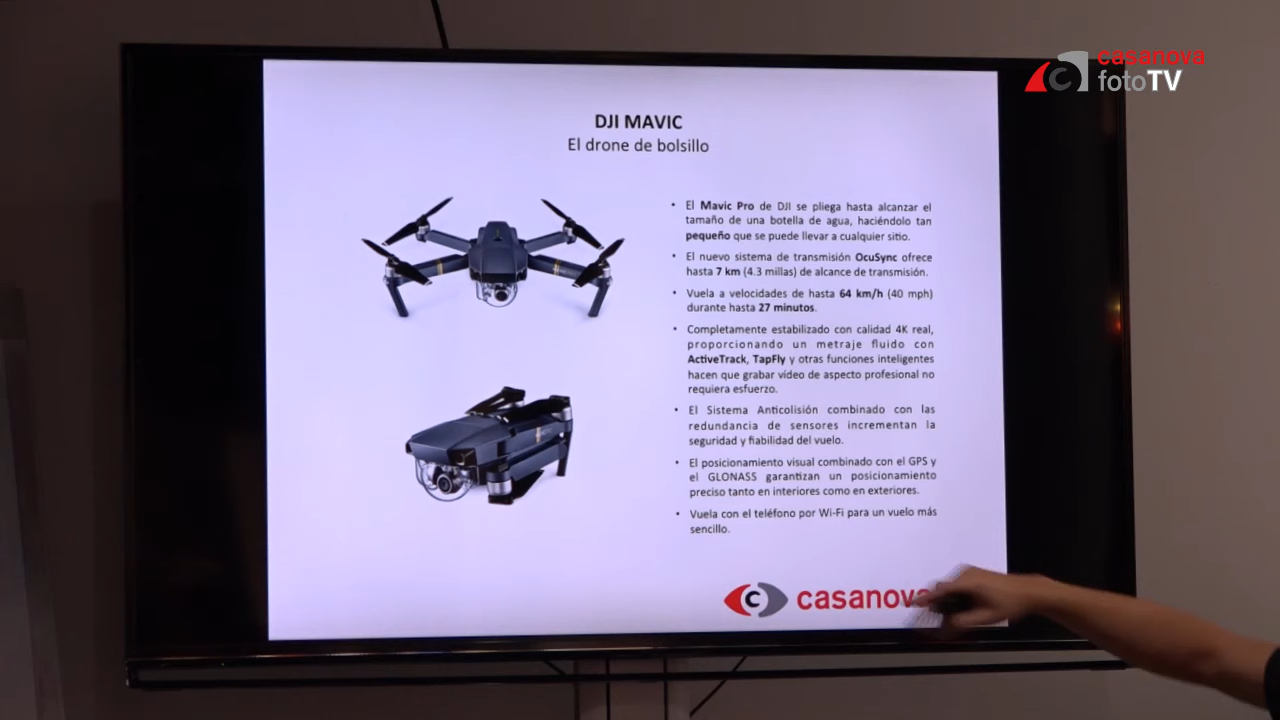 casanova
fotoTV
DJI MAVIC
El drone de bolsillo
• El Mavic Pro de DJI se pliega hasta alcanzar el
tamaño de una botella de agua, haciéndolo tan
pequeño que se puede llevar a cualquier sitio.
• El nuevo sistema de transmisión OcuSync ofrece
hasta 7 km (4.3 millas) de alcance de transmisión.
• Vuela a velocidades de hasta 64 km/h (40 mph)
durante hasta 27 minutos.
• Completamente estabilizado con calidad 4K real,
proporcionando un metraje fluido con
ActiveTrack, TapFly y otras funciones inteligentes
hacen que grabar vídeo de aspecto profesional no
requiera esfuerzo.
• El Sistema Anticolisión combinado con las
redundancia de sensores incrementan la
seguridad y fiabilidad del vuelo.
• El posicionamiento visual combinado con el GPS y
el GLONASS garantizan un posicionamiento
preciso tanto en interiores como en exteriores.
• Vuela con el teléfono por Wi-Fi para un vuelo más
sencillo.
C casanova